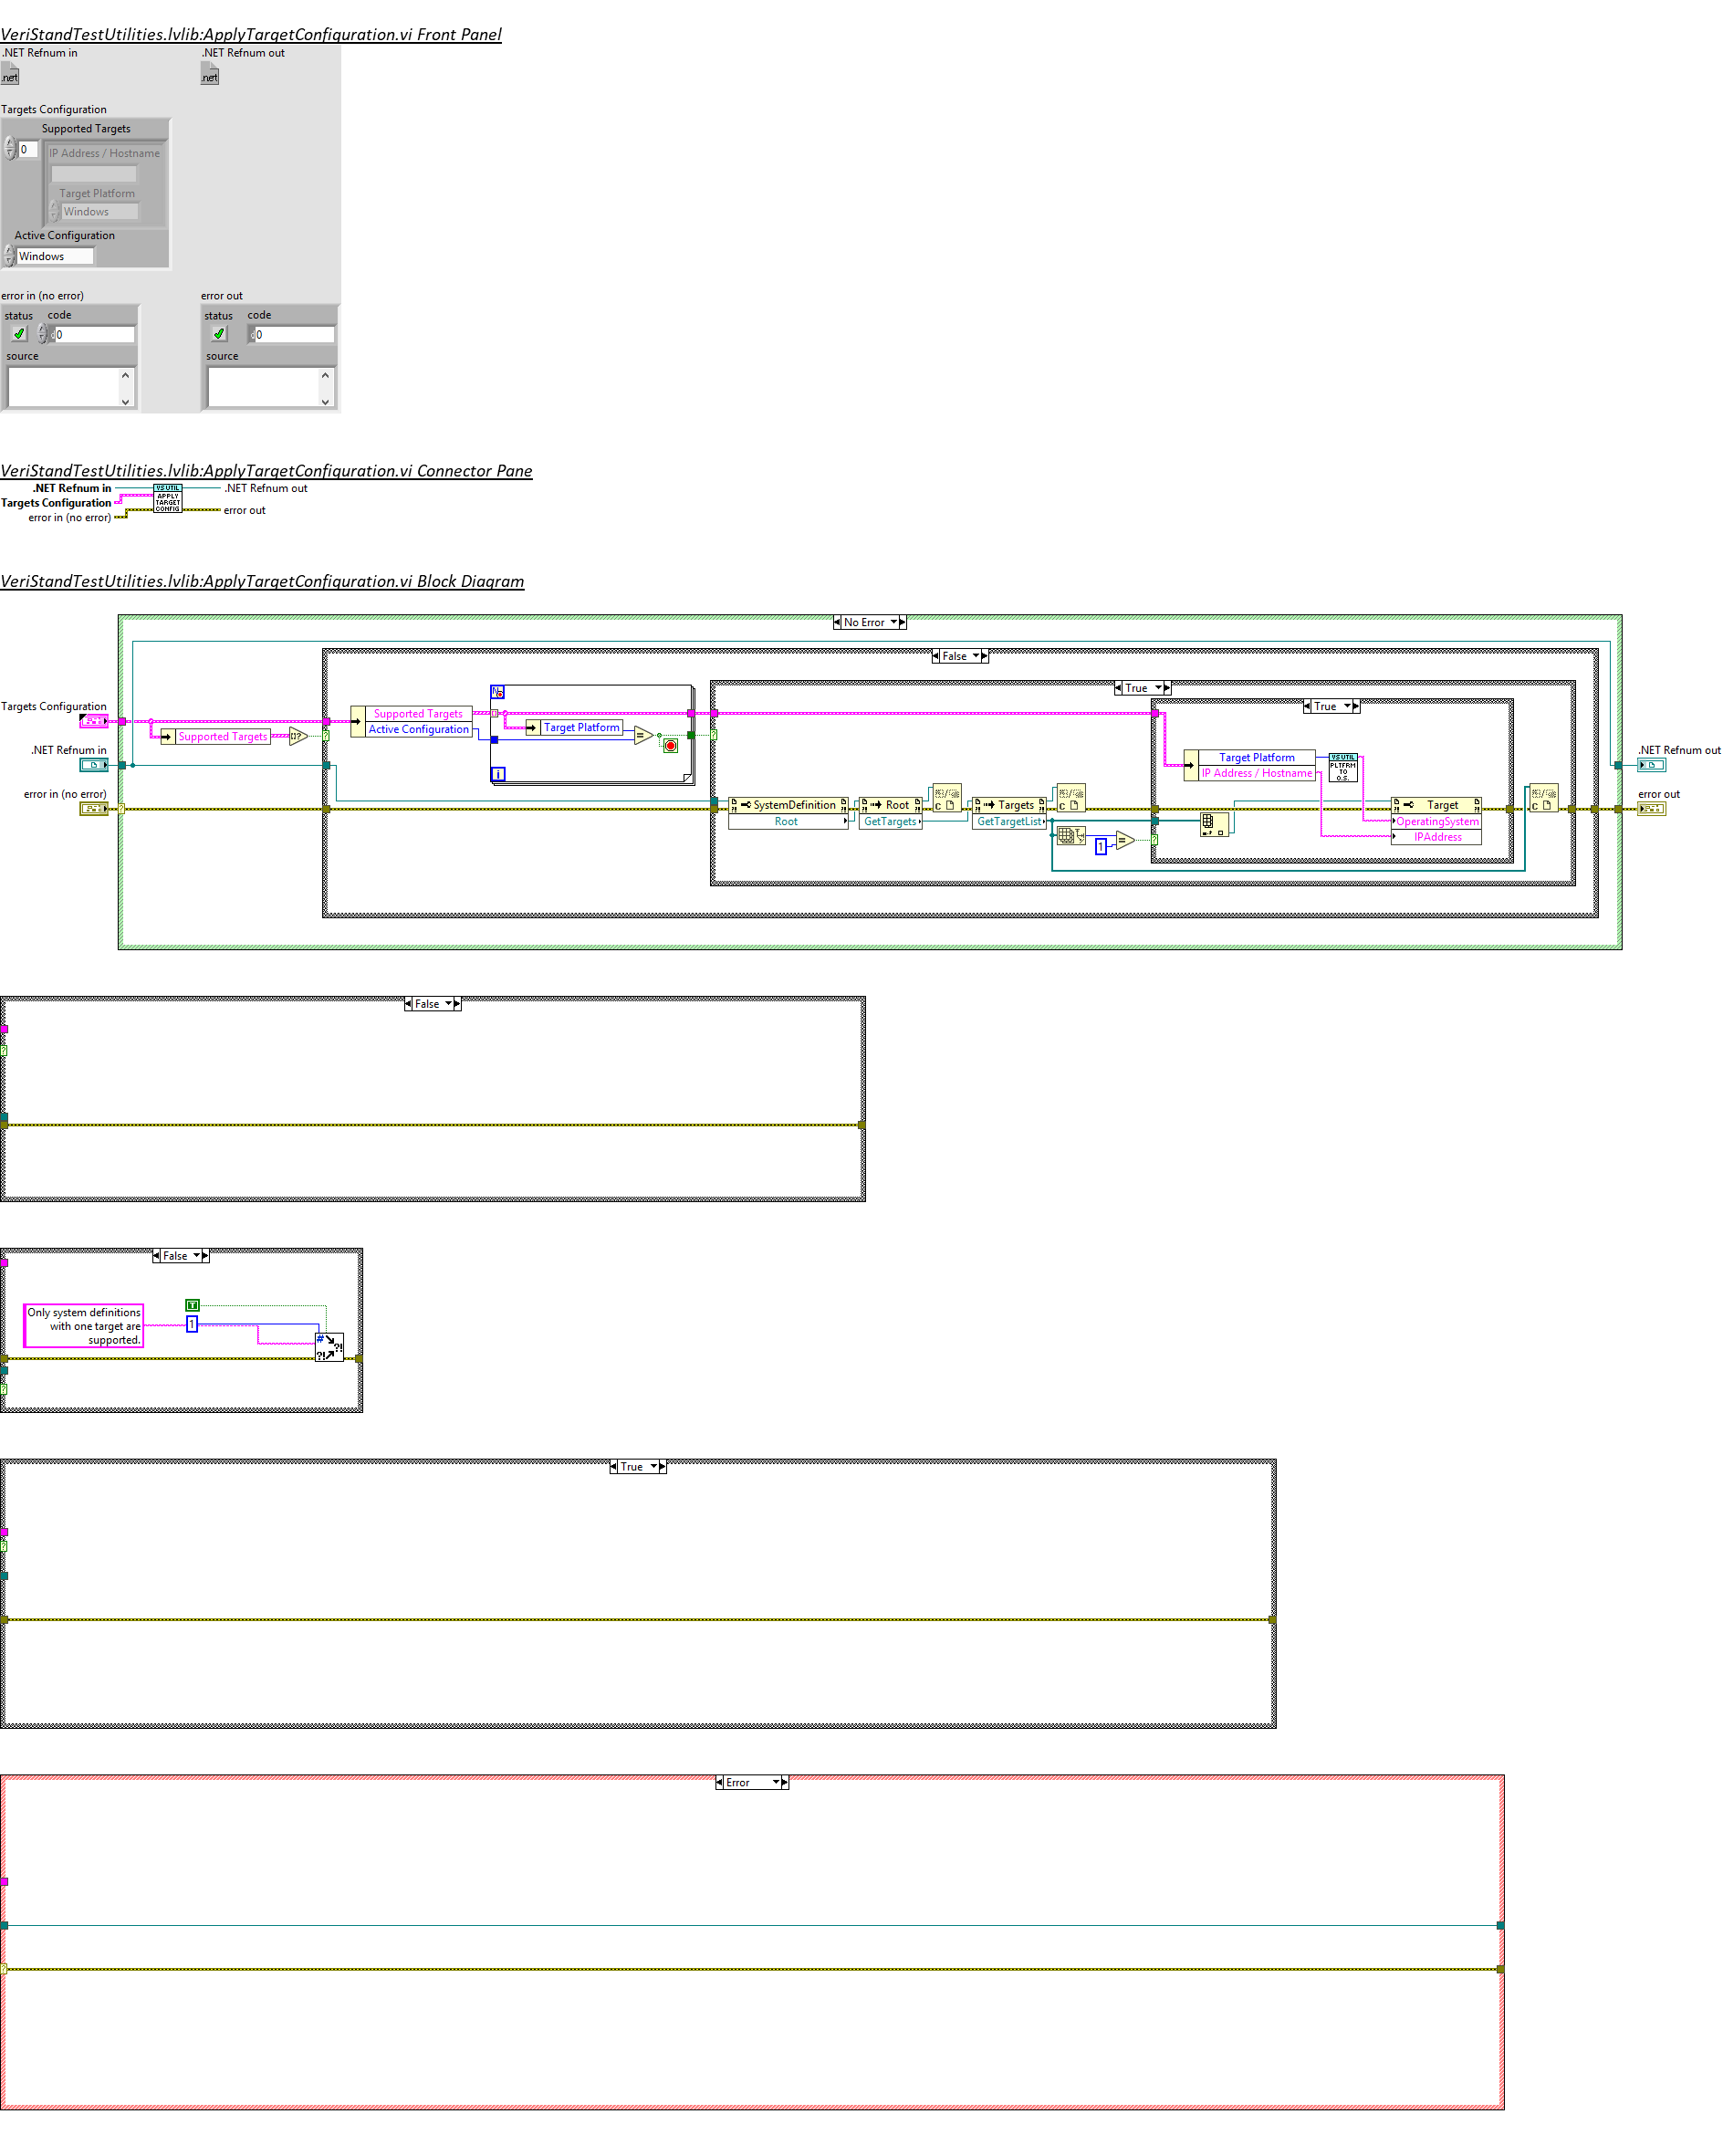 VeriStandTestUtilities.lvlib:ApplyTargetConfiguration.vi Front Panel
.NET Refnum in
.NET Refnum out
.net
.net
Targets Configuration
Supported Targets
0
IP Address / Hostname
Target Platform
Windows
Active Configuration
Windows
error in (no error)
error out
status
code
status
code
0
0
source
source
VeriStandTestUtilities.lvlib:ApplyTargetConfiguration.vi Connector Pane
.NET Refnum in
VS UTIL
.NET Refnum out
Targets Configuration
APPLY
TARGET
CONFIG
error in (no error)
error out
VeriStandTestUtilities.lvlib:ApplyTargetConfiguration.vi Block Diagram
No Error
False
True
True
Targets Configuration
Supported Targets
Supported Targets
Active Configuration
Target Platform
N
i
.NET Refnum in
.NET Refnum out
Target Platform
IP Address / Hostname
VS UTIL
PLTFRM
TO
O.S.
error in (no error)
error out
SystemDefinition
Root
Root
GetTargets
Targets
GetTargetList
1
Target
OperatingSystem
IPAddress
False
False
Only system definitions
with one target are
supported.
T
1
True
Error